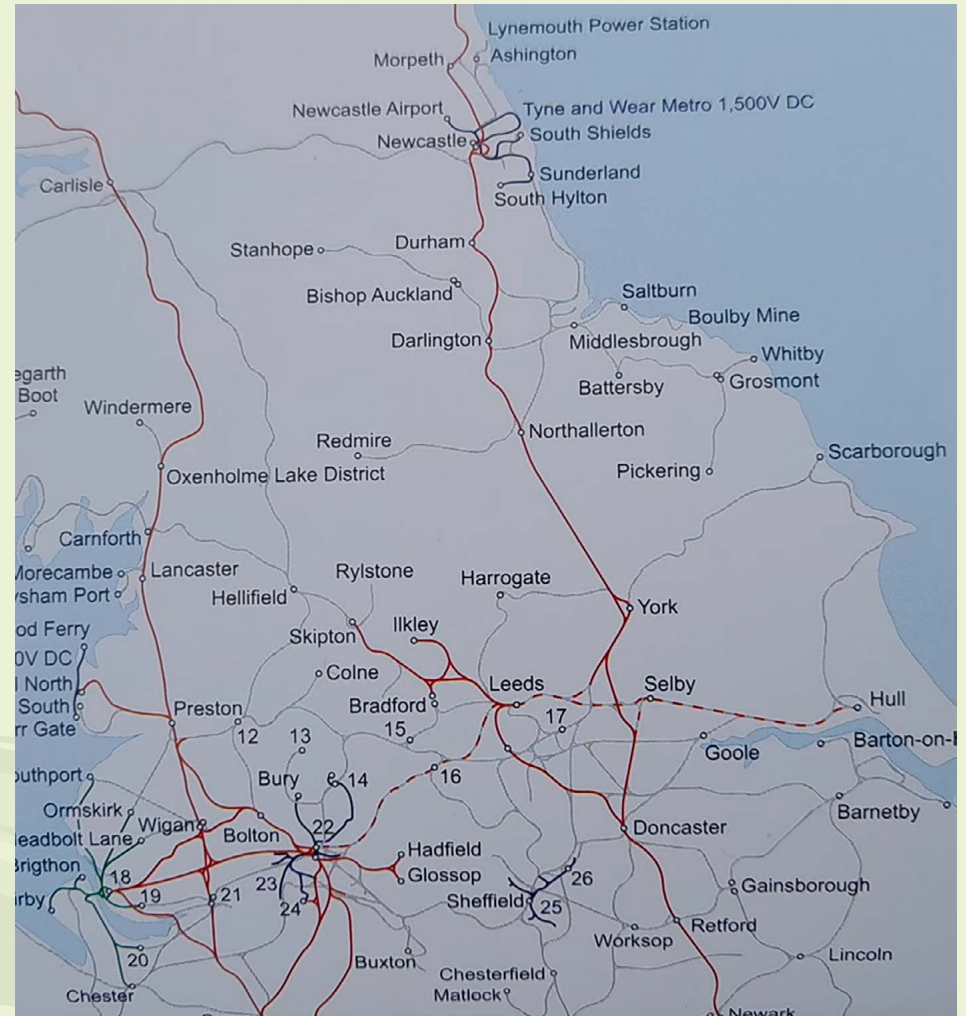 Lynemouth Power Station
Morpeth
Ashington
Newcastle Airport
Tyne and Wear Metro 1,500V DC
Newcastle
South Shields
Carlisle
Sunderland
South Hylton
Stanhope
Durham
Bishop Auckland
Saltburn
Boulby Mine
Darlington
Middlesbrough
Whitby
egarth
Boot
Battersby
Grosmont
Windermere
Redmire
Northallerton
Scarborough
Oxenholme Lake District
Pickering
Carnforth
Morecambe
Lancaster
Rylstone
Harrogate
ysham Port
Hellifield
York
od Ferry
Skipton
Ilkley
0V DC
Colne
l North
Leeds
Selby
South
Preston
Bradford
Hull
rr Gate
12
13
15
17
Goole
Barton-on-
outhport
Bury
14
16
Ormskirk
Wigan
Bolton
22
Doncaster
Barnetby
eadbolt Lane
Hadfield
Brigthon
18
Glossop
26
Gainsborough
irby
19
21
23
24
Sheffield
25
Retford
Worksop
20
Buxton
Lincoln
Chester
Chesterfield
Matlock
Newark